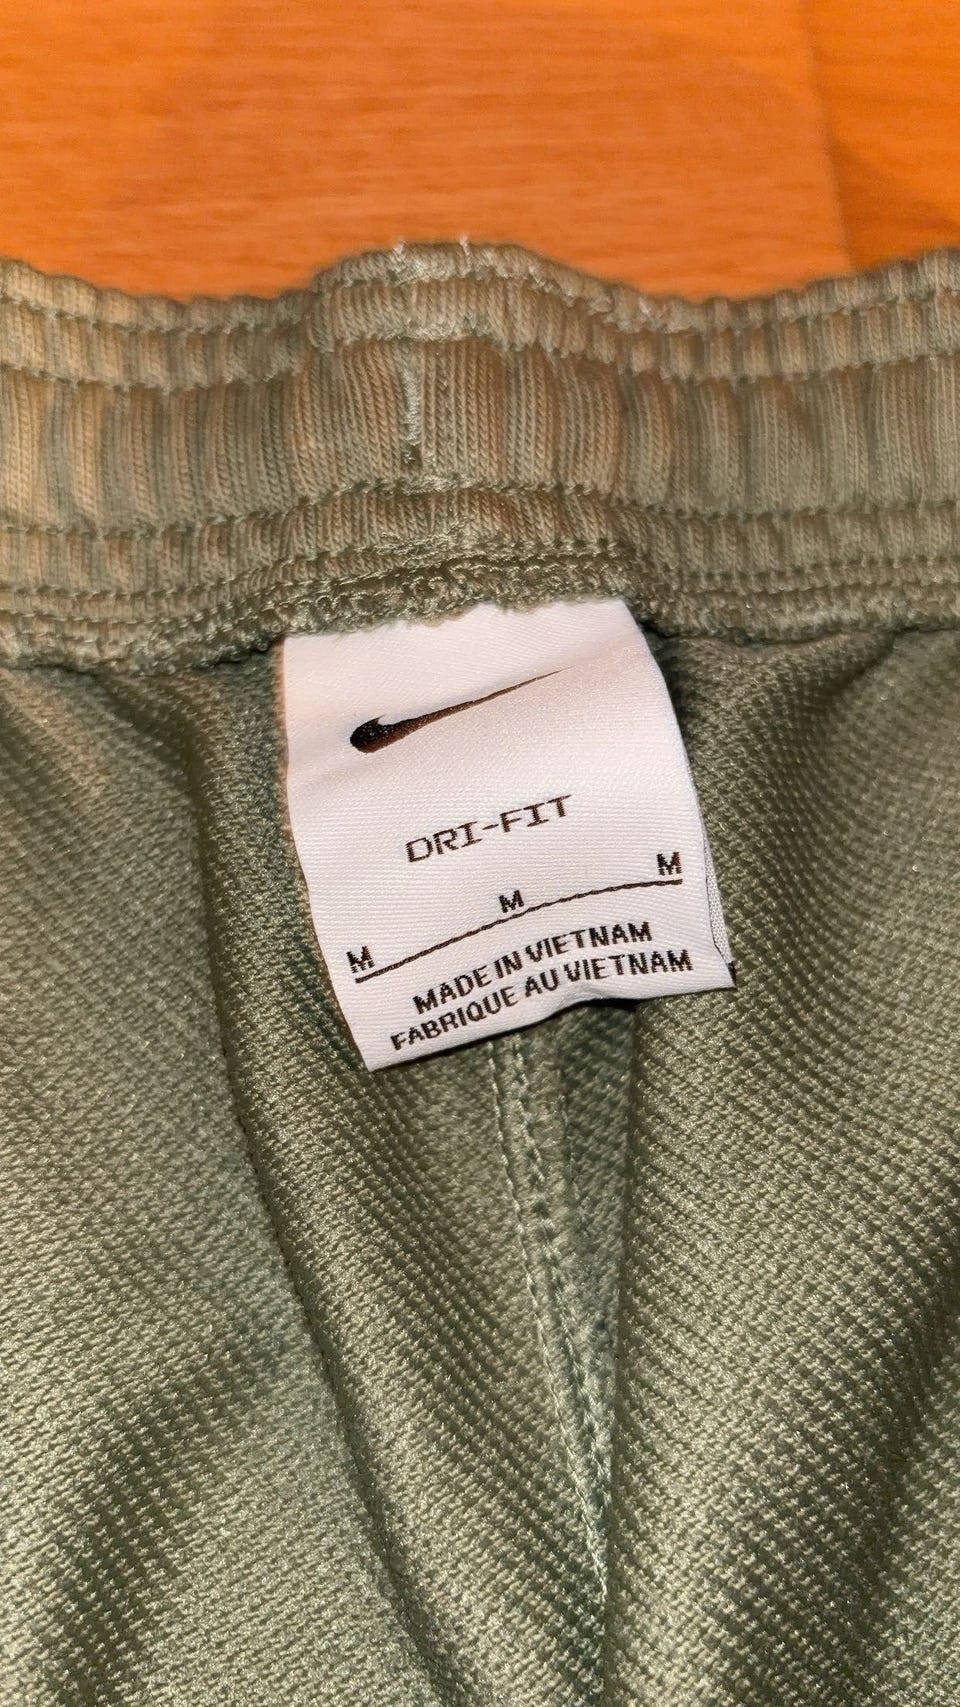 DRI-FIT
M M M
MADE IN VIETNAM
FABRIQUE AU VIETNAM